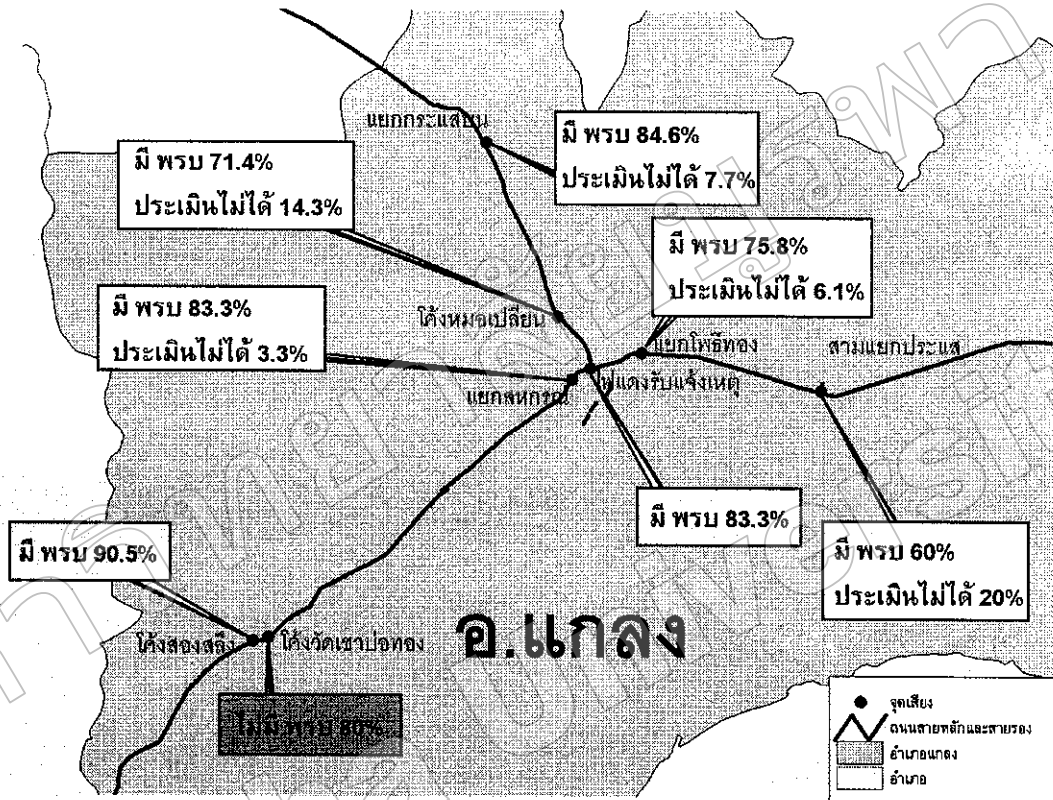 แยกกระแสบน
มี พรบ 84.6%
ประเมินไม่ได้ 7.7%
มี พรบ 71.4%
ประเมินไม่ได้ 14.3%
มี พรบ 75.8%
ประเมินไม่ได้ 6.1%
มี พรบ 83.3%
ประเมินไม่ได้ 3.3%
โค้งหมอเปลี่ยน
แยกโพธิ์ทอง
สามแยกประแส
แยกสหกรณ์
ไฟแดงรับแจ้งเหตุ
มี พรบ 83.3%
มี พรบ 90.5%
มี พรบ 60%
ประเมินไม่ได้ 20%
โค้งสองสลึง
โค้งวัดเขาบ่อทอง
อ.แกลง
ไม่มี พรบ 80%
จุดเสี่ยง
ถนนสายหลักและสายรอง
อำเภอแกลง
อำเภอ